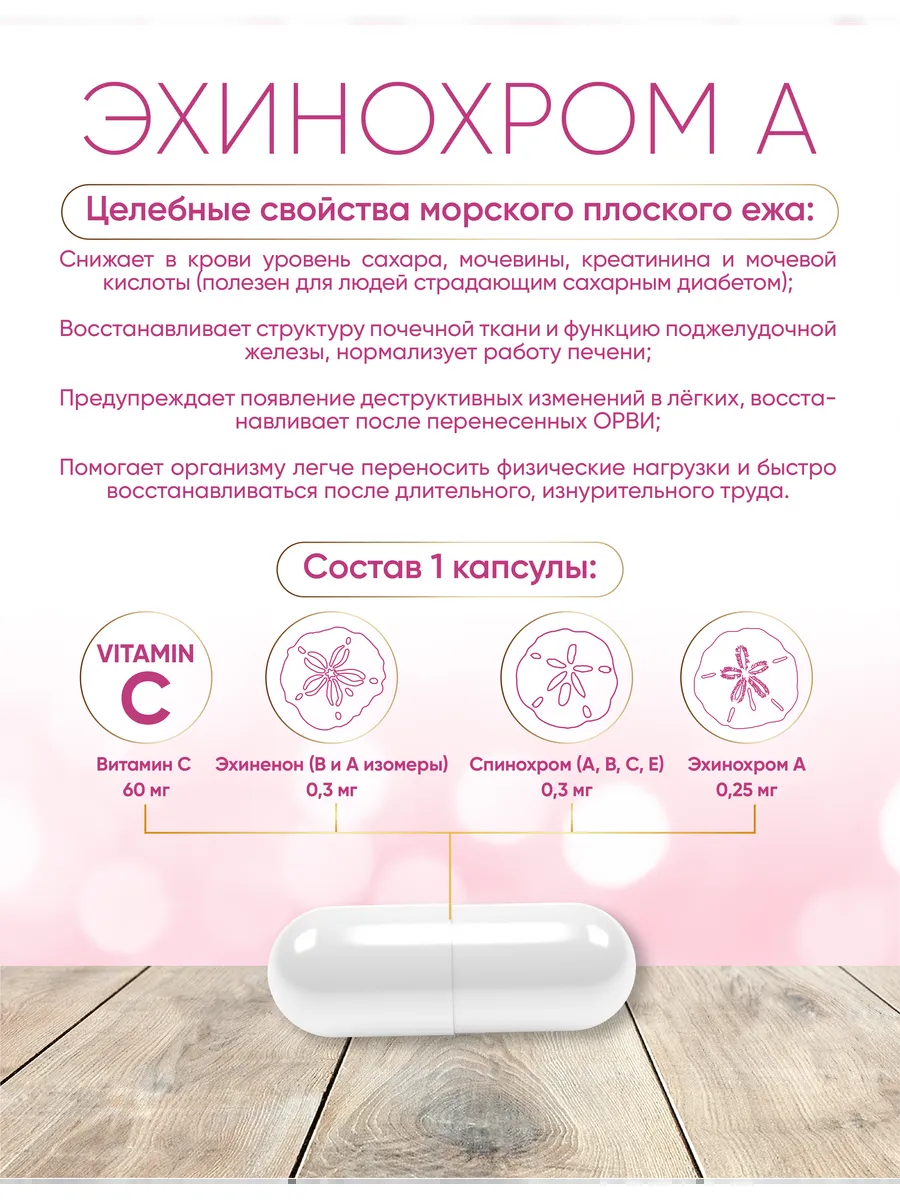 ЭХИНОХРОМ А
Целебные свойства морского плоского ежа:
Снижает в крови уровень сахара, мочевины, креатинина и мочевой
кислоты (полезен для людей страдающим сахарным диабетом);
Восстанавливает структуру почечной ткани и функцию поджелудочной
железы, нормализует работу печени;
Предупреждает появление деструктивных изменений в лёгких, восста-
навливает после перенесенных ОРВИ;
Помогает организму легче переносить физические нагрузки и быстро
восстанавливаться после длительного, изнурительного труда.
Состав 1 капсулы:
VITAMIN
C
Витамин С
60 мг
Эхиненон (В и А изомеры)
0,3 мг
Спинохром (А, В, С, Е)
0,3 мг
Эхинохром А
0,25 мг